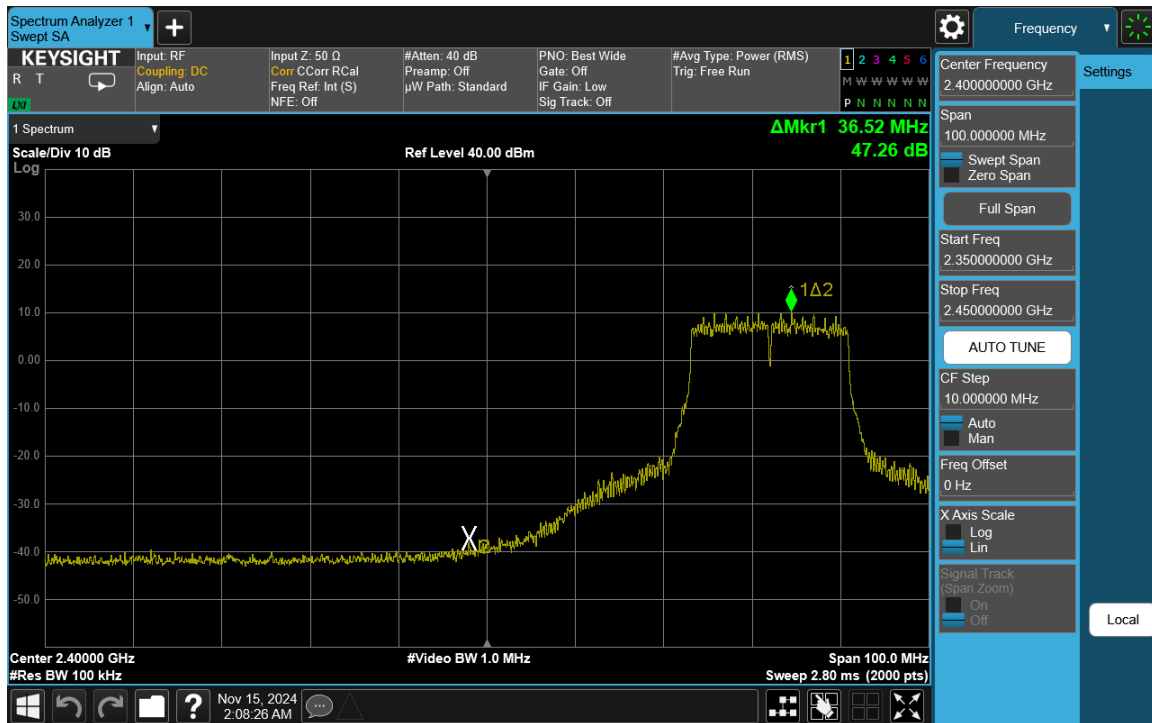 Spectrum Analyzer 1
Swept SA
Frequency
KEYSIGHT
R T
LXI
Input: RF
Coupling: DC
Align: Auto
Input Z: 50 Ω
Corr CCorr RCal
Freq Ref: Int (S)
NFE: Off
#Atten: 40 dB
Preamp: Off
µW Path: Standard
PNO: Best Wide
Gate: Off
IF Gain: Low
Sig Track: Off
#Avg Type: Power (RMS)
Trig: Free Run
1 2 3 4 5 6
M W W W W W
P N N N N N
1 Spectrum
Scale/Div 10 dB
Log
Ref Level 40.00 dBm
ΔMkr1 36.52 MHz
47.26 dB
30.0
20.0
10.0
0.00
-10.0
-20.0
-30.0
-40.0
-50.0
1Δ2
X2
Center 2.40000 GHz
#Res BW 100 kHz
#Video BW 1.0 MHz
Span 100.0 MHz
Sweep 2.80 ms (2000 pts)
Center Frequency
2.400000000 GHz
Span
100.000000 MHz
Swept Span
Zero Span
Full Span
Start Freq
2.350000000 GHz
Stop Freq
2.450000000 GHz
AUTO TUNE
CF Step
10.000000 MHz
Auto
Man
Freq Offset
0 Hz
X Axis Scale
Log
Lin
Signal Track
(Span Zoom)
On
Off
Settings
Local
?
Nov 15, 2024
2:08:26 AM